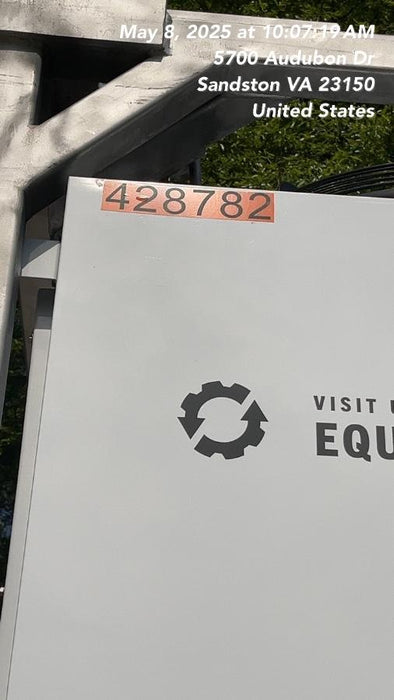 May 8, 2025 at 10:07:19 AM
5700 Audubon Dr
Sandston VA 23150
United States
428782
VISIT
EQU